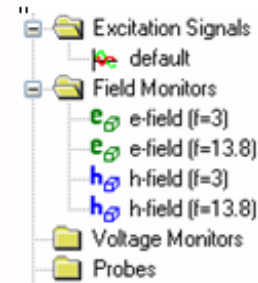 Excitation Signals
default
Field Monitors
e-field (f=3)
e-field (f=13.8)
h-field (f=3)
h-field (f=13.8)
Voltage Monitors
Probes